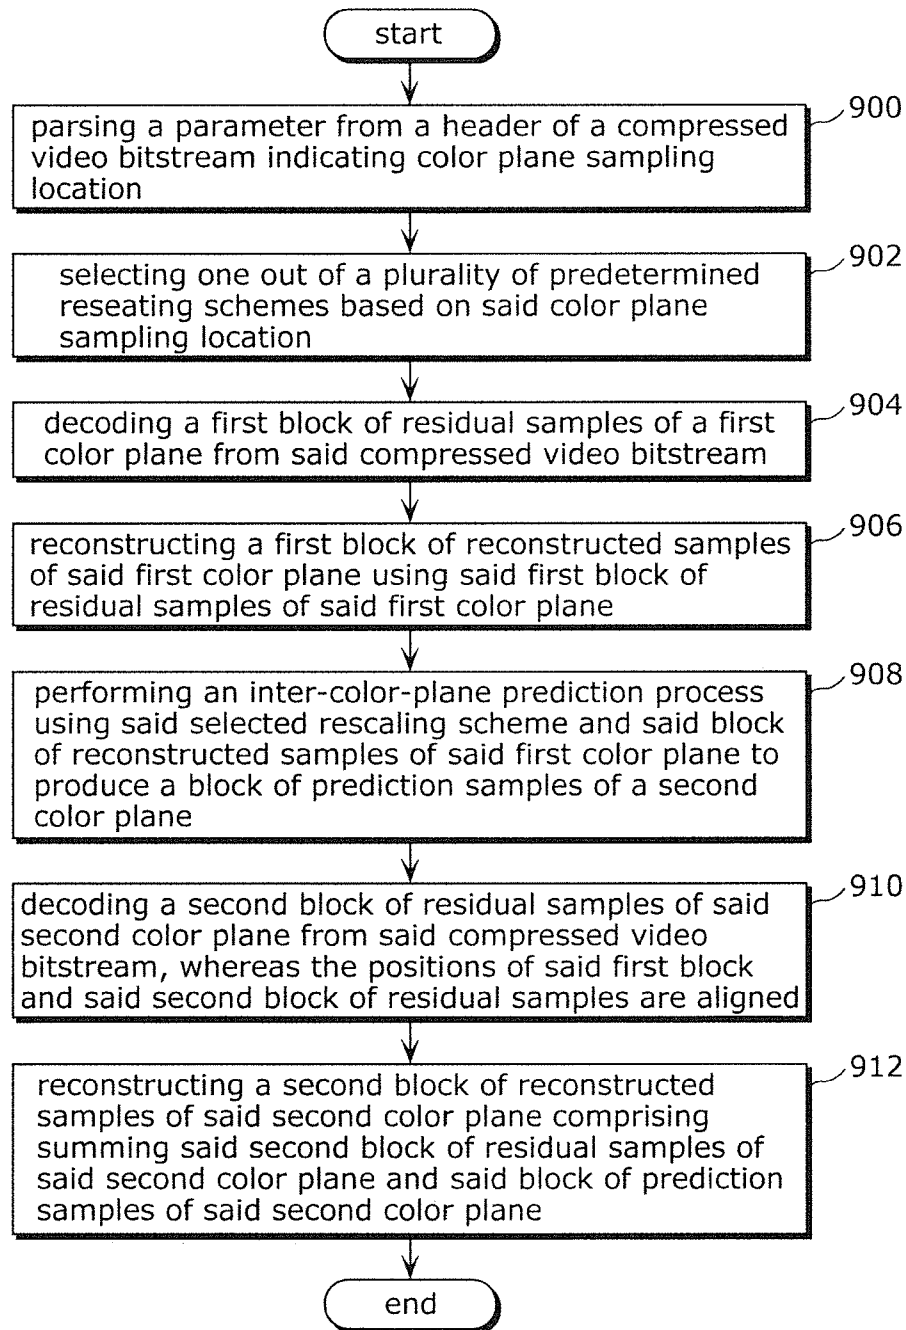 start
900
parsing a parameter from a header of a compressed
video bitstream indicating color plane sampling
location
902
selecting one out of a plurality of predetermined
reseating schemes based on said color plane
sampling location
904
decoding a first block of residual samples of a first
color plane from said compressed video bitstream
906
reconstructing a first block of reconstructed samples
of said first color plane using said first block of
residual samples of said first color plane
908
performing an inter-color-plane prediction process
using said selected rescaling scheme and said block
of reconstructed samples of said first color plane to
produce a block of prediction samples of a second
color plane
910
decoding a second block of residual samples of said
second color plane from said compressed video
bitstream, whereas the positions of said first block
and said second block of residual samples are aligned
912
reconstructing a second block of reconstructed
samples of said second color plane comprising
summing said second block of residual samples of
said second color plane and said block of prediction
samples of said second color plane
end